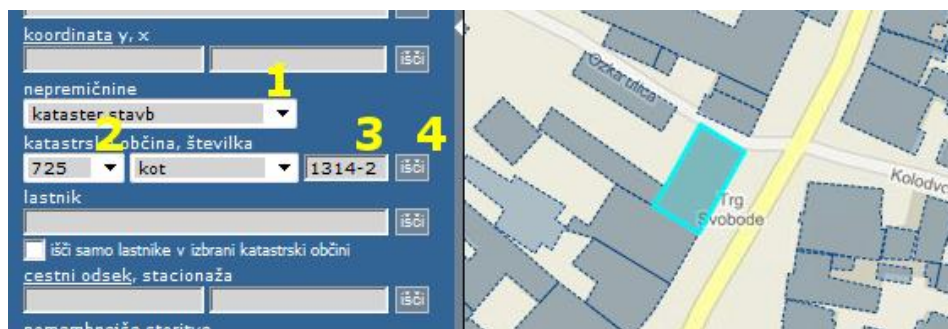 koordinata y, x
išči
1
nepremičnine
kataster stavb
2
3
4
katastrska občina, številka
725
kot
1314-2
išči
lastnik
išči
išči samo lastnike v izbrani katastrski občini
cestni odsek, stacionaža
išči
Ozka ulica
Kolodvo
Trg
Svobode